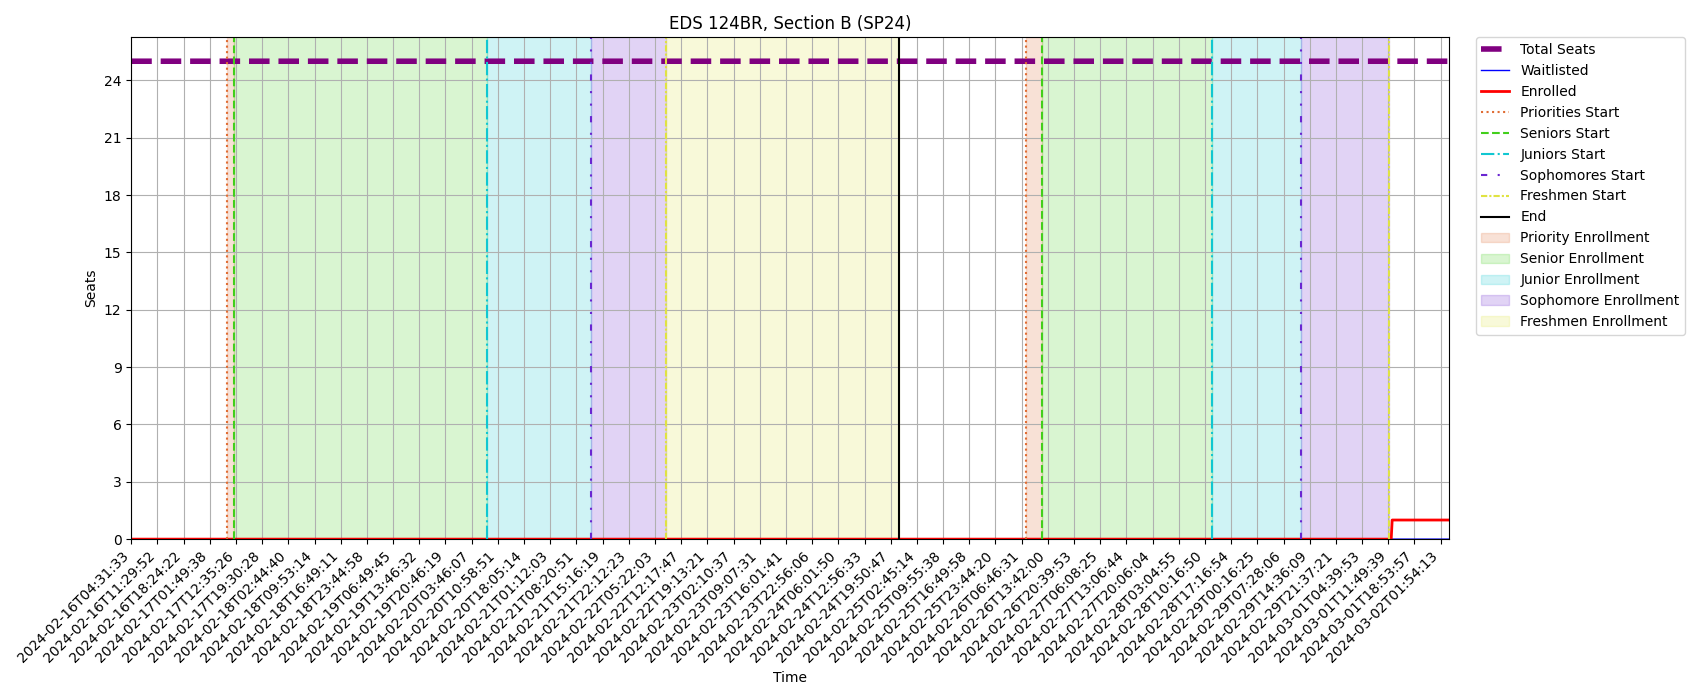 EDS 124BR, Section B (SP24)
Seats
24
21
18
15
12
9
6
3
0
2024-02-16T04:31:33
2024-02-16T11:29:52
2024-02-16T18:24:22
2024-02-17T01:49:38
2024-02-17T12:35:26
2024-02-17T19:30:28
2024-02-18T02:44:40
2024-02-18T09:53:14
2024-02-18T16:49:11
2024-02-18T23:44:58
2024-02-19T06:49:45
2024-02-19T13:46:32
2024-02-19T20:46:19
2024-02-20T03:46:07
2024-02-20T10:58:51
2024-02-20T18:05:14
2024-02-21T01:12:03
2024-02-21T08:20:51
2024-02-21T15:16:19
2024-02-21T22:12:23
2024-02-22T05:22:03
2024-02-22T12:17:47
2024-02-22T19:13:21
2024-02-23T02:10:37
2024-02-23T09:07:31
2024-02-23T16:01:41
2024-02-23T22:56:06
2024-02-24T06:01:50
2024-02-24T12:56:33
2024-02-24T19:50:47
2024-02-25T02:45:14
2024-02-25T09:55:38
2024-02-25T16:49:58
2024-02-25T23:44:20
2024-02-26T06:46:31
2024-02-26T13:42:00
2024-02-26T20:39:53
2024-02-27T06:08:25
2024-02-27T13:06:44
2024-02-27T20:06:04
2024-02-28T03:04:55
2024-02-28T10:16:50
2024-02-28T17:16:54
2024-02-29T00:16:25
2024-02-29T07:28:06
2024-02-29T14:36:09
2024-02-29T21:37:21
2024-03-01T04:39:53
2024-03-01T11:49:39
2024-03-01T18:53:57
2024-03-02T01:54:13
Time
Total Seats
Waitlisted
Enrolled
Priorities Start
Seniors Start
Juniors Start
Sophomores Start
Freshmen Start
End
Priority Enrollment
Senior Enrollment
Junior Enrollment
Sophomore Enrollment
Freshmen Enrollment